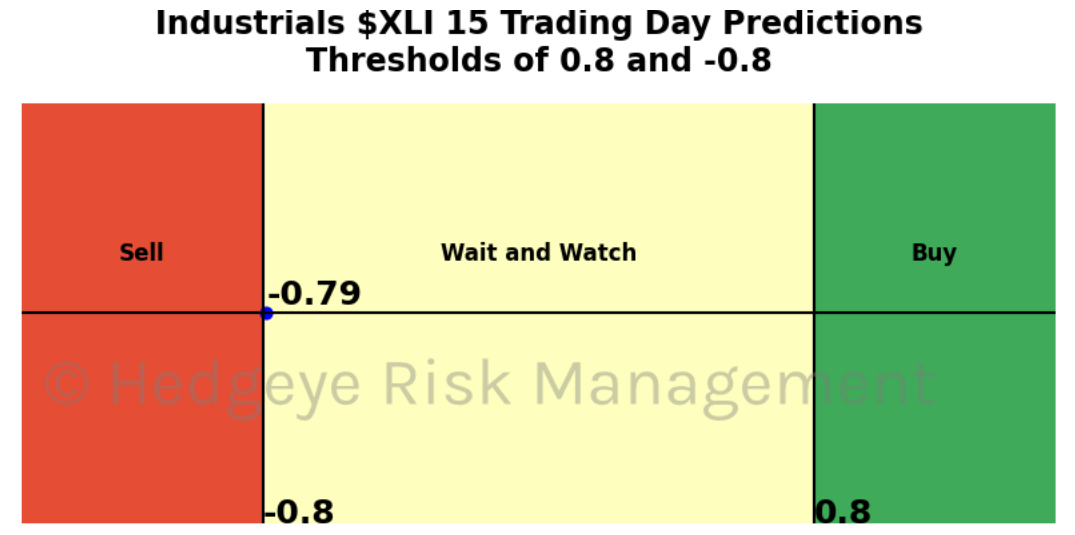 Industrials $XLI 15 Trading Day Predictions
Thresholds of 0.8 and -0.8
Sell
Wait and Watch
Buy
-0.79
© Hedgeye Risk Management
-0.8
0.8